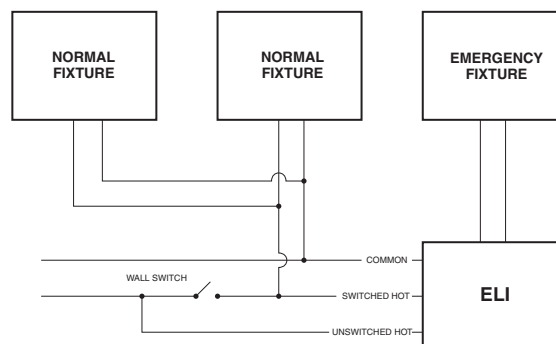 NORMAL
FIXTURE
NORMAL
FIXTURE
EMERGENCY
FIXTURE
COMMON
WALL SWITCH
SWITCHED HOT
ELI
UNSWITCHED HOT